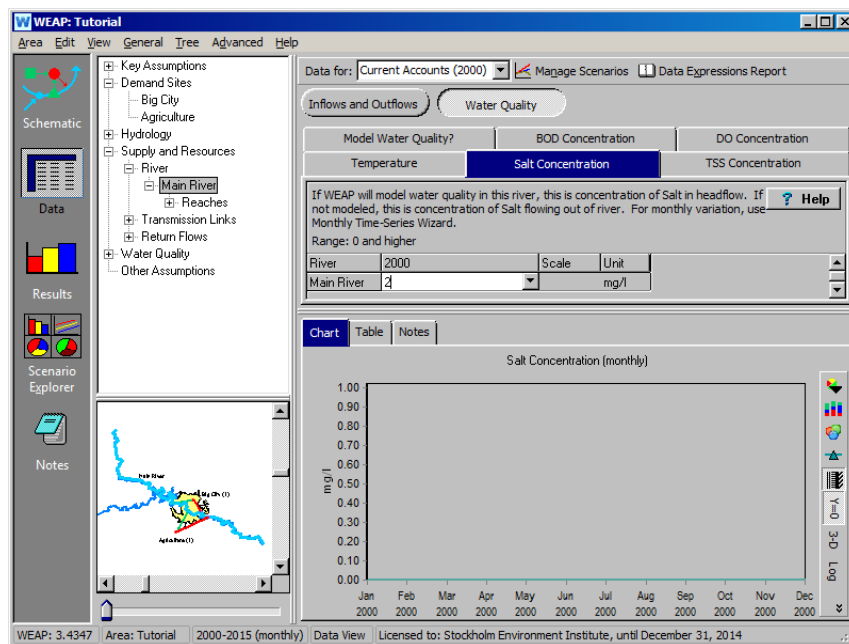 WEAP: Tutorial
Area Edit View General Tree Advanced Help
Schematic
Data
Results
Scenario
Explorer
Notes
Key Assumptions
Demand Sites
Big City
Agriculture
Hydrology
Supply and Resources
River
Main River
Reaches
Transmission Links
Return Flows
Water Quality
Other Assumptions
Main River
Big City (1)
Agriculture (1)
Data for: Current Accounts (2000) Manage Scenarios Data Expressions Report
Inflows and Outflows Water Quality
Model Water Quality? BOD Concentration DO Concentration
Temperature Salt Concentration TSS Concentration
If WEAP will model water quality in this river, this is concentration of Salt in headflow. If
not modeled, this is concentration of Salt flowing out of river. For monthly variation, use
Monthly Time-Series Wizard.
? Help
Range: 0 and higher
River 2000 Scale Unit
Main River 2 mg/l
Chart Table Notes
Salt Concentration (monthly)
mg/l
1.00
0.90
0.80
0.70
0.60
0.50
0.40
0.30
0.20
0.10
0.00
Jan Feb Mar Apr May Jun Jul Aug Sep Oct Nov Dec
2000 2000 2000 2000 2000 2000 2000 2000 2000 2000 2000 2000
Y=0
3-D
Log
WEAP: 3.4347 Area: Tutorial 2000-2015 (monthly) Data View Licensed to: Stockholm Environment Institute, until December 31, 2014